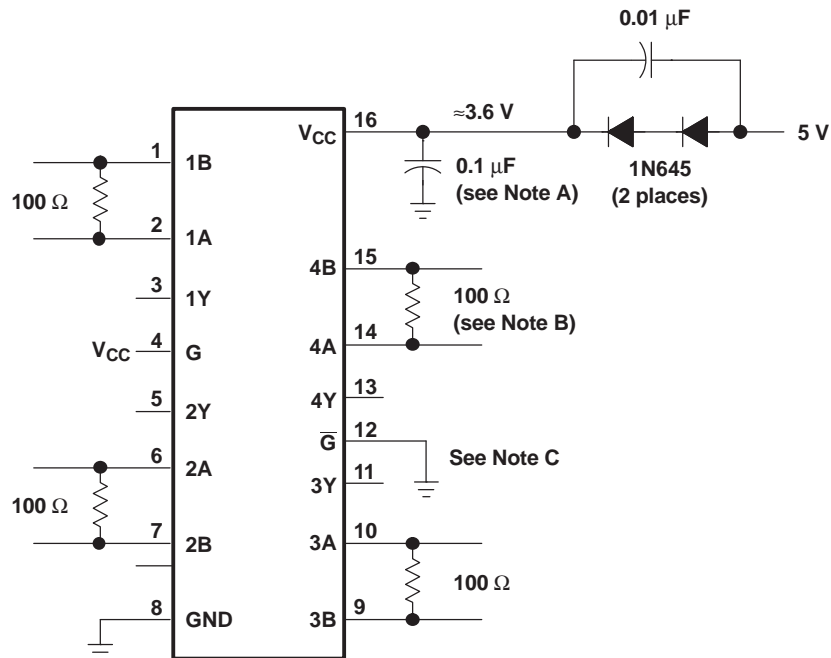 0.01 μF
≈3.6 V
5 V
1N645
(2 places)
0.1 μF
(see Note A)
16
VCC
1
1B
100 Ω
2
1A
3
1Y
VCC
4
G
5
2Y
6
2A
100 Ω
7
2B
8
GND
15
4B
100 Ω
(see Note B)
14
4A
13
4Y
12
G̅
See Note C
11
3Y
10
3A
100 Ω
9
3B